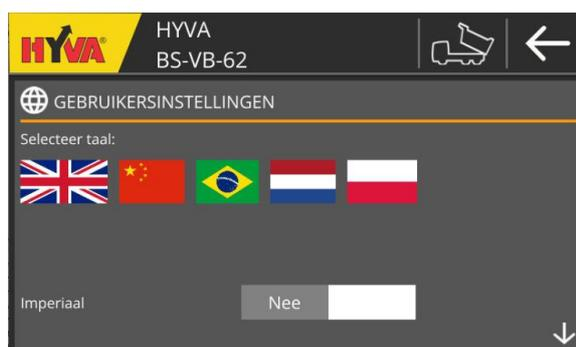 HYVA
HYVA
BS-VB-62
GEBRUIKERSINSTELLINGEN
Selecteer taal:
Imperiaal
Nee